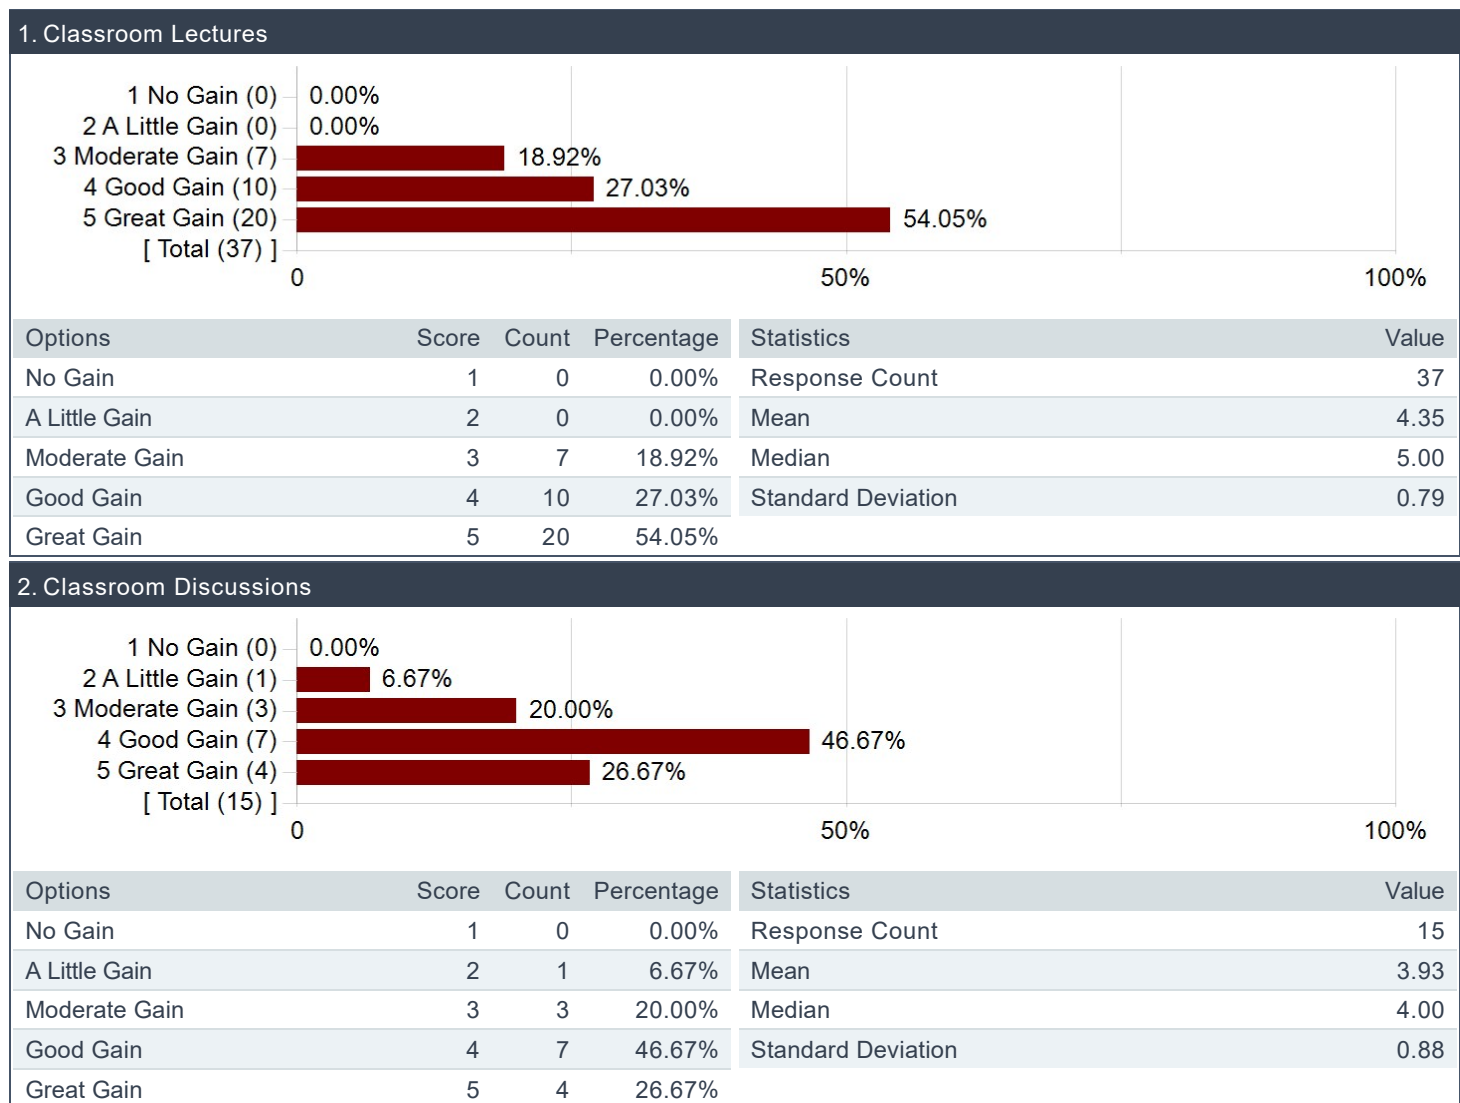 1. Classroom Lectures
1 No Gain (0) 0.00%
2 A Little Gain (0) 0.00%
3 Moderate Gain (7) 18.92%
4 Good Gain (10) 27.03%
5 Great Gain (20) 54.05%
[ Total (37) ]
0 50% 100%
Options Score Count Percentage Statistics Value
No Gain 1 0 0.00% Response Count 37
A Little Gain 2 0 0.00% Mean 4.35
Moderate Gain 3 7 18.92% Median 5.00
Good Gain 4 10 27.03% Standard Deviation 0.79
Great Gain 5 20 54.05%
2. Classroom Discussions
1 No Gain (0) 0.00%
2 A Little Gain (1) 6.67%
3 Moderate Gain (3) 20.00%
4 Good Gain (7) 46.67%
5 Great Gain (4) 26.67%
[ Total (15) ]
0 50% 100%
Options Score Count Percentage Statistics Value
No Gain 1 0 0.00% Response Count 15
A Little Gain 2 1 6.67% Mean 3.93
Moderate Gain 3 3 20.00% Median 4.00
Good Gain 4 7 46.67% Standard Deviation 0.88
Great Gain 5 4 26.67%